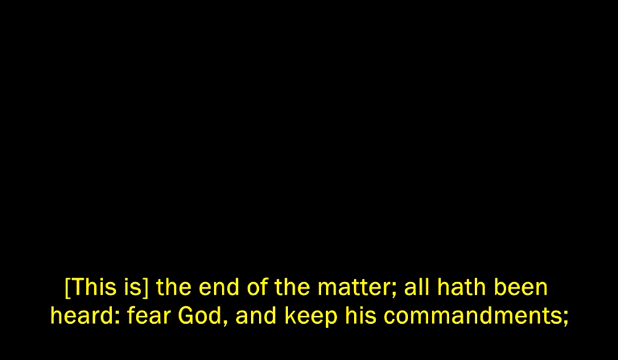 [This is] the end of the matter; all hath been
heard: fear God, and keep his commandments;